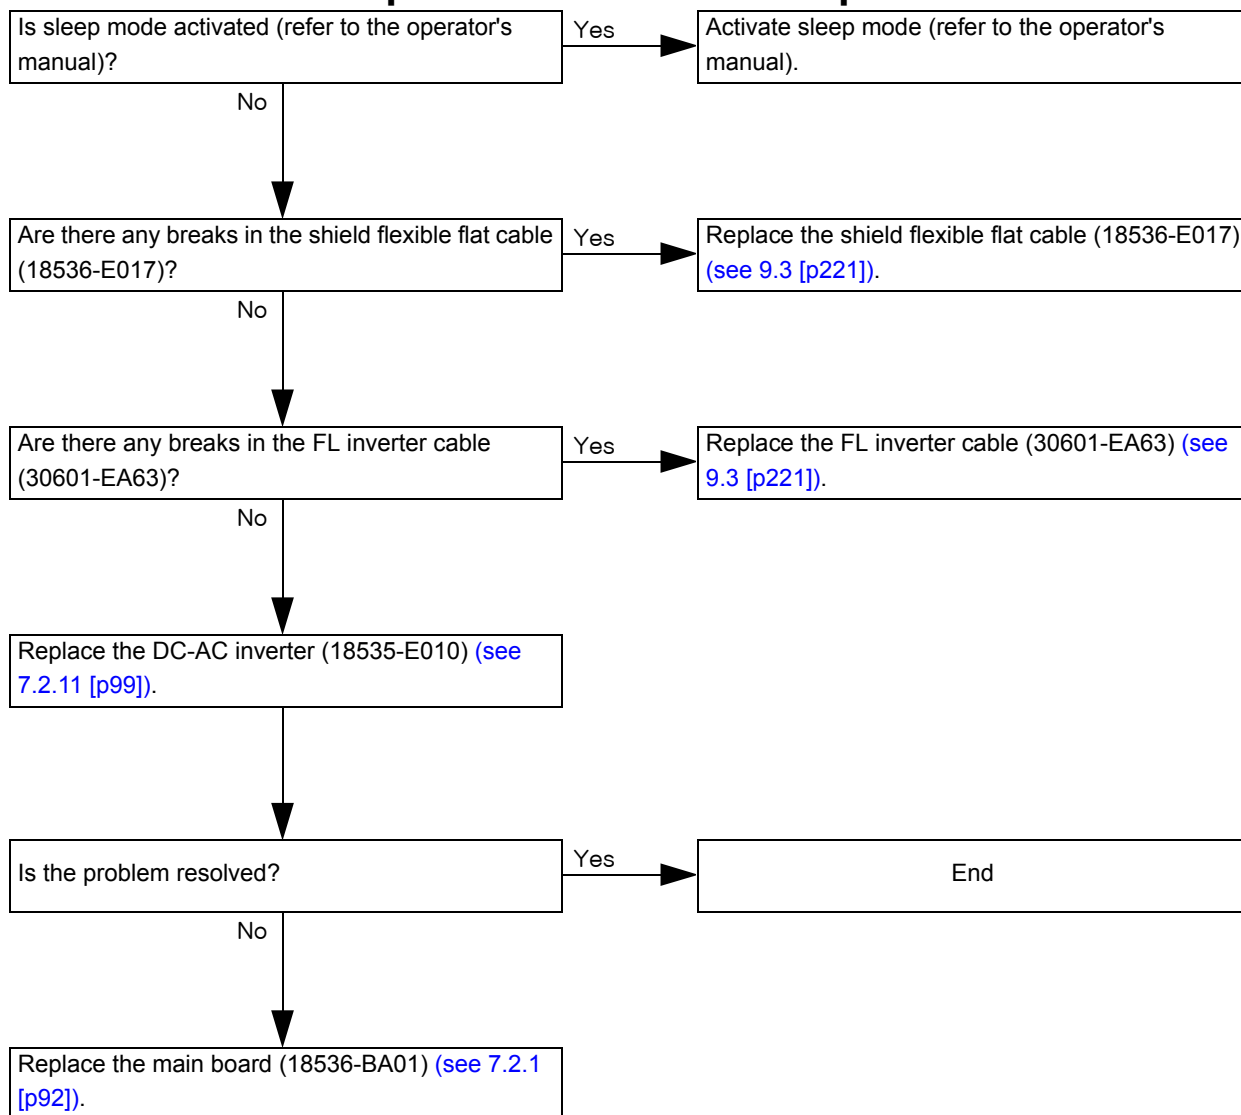 Is sleep mode activated (refer to the operator's
manual)?
Yes
Activate sleep mode (refer to the operator's
manual).
No
Are there any breaks in the shield flexible flat cable
(18536-E017)?
Yes
Replace the shield flexible flat cable (18536-E017)
(see 9.3 [p221]).
No
Are there any breaks in the FL inverter cable
(30601-EA63)?
Yes
Replace the FL inverter cable (30601-EA63) (see
9.3 [p221]).
No
Replace the DC-AC inverter (18535-E010) (see
7.2.11 [p99]).
Is the problem resolved?
Yes
End
No
Replace the main board (18536-BA01) (see 7.2.1
[p92]).